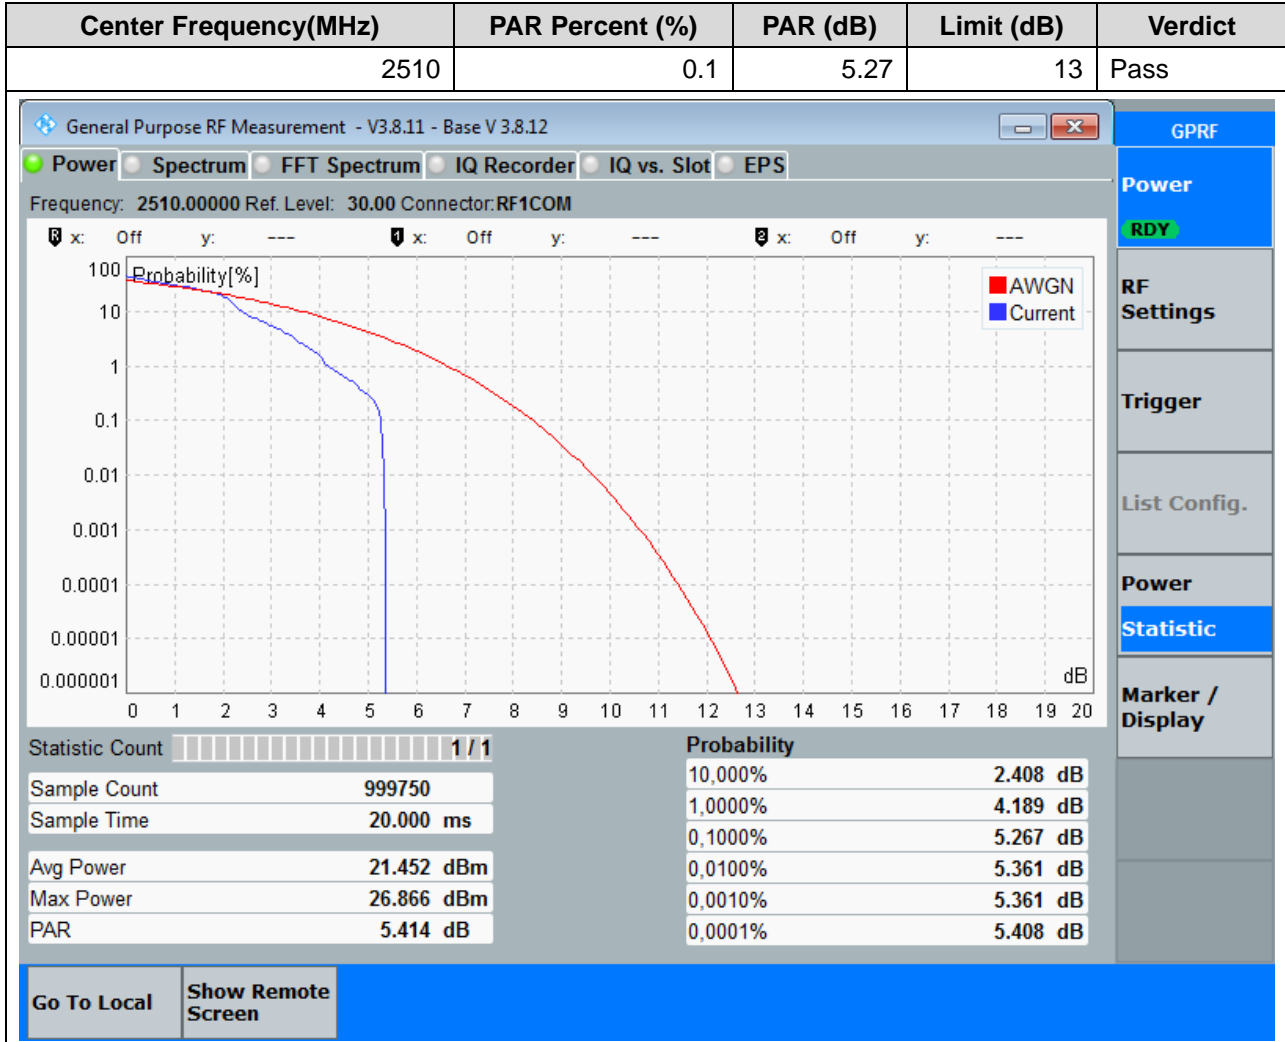 Center Frequency(MHz) PAR Percent (%) PAR (dB) Limit (dB) Verdict
2510 0.1 5.27 13 Pass
General Purpose RF Measurement - V3.8.11 - Base V 3.8.12
GPRF
Power Spectrum FFT Spectrum IQ Recorder IQ vs. Slot EPS
Power
RDY
Frequency: 2510.00000 Ref. Level: 30.00 Connector: RF1COM
R x: Off y: --- 1 x: Off y: --- 2 x: Off y: ---
Probability[%]
AWGN
Current
100
10
1
0.1
0.01
0.001
0.0001
0.00001
0.000001
dB
0 1 2 3 4 5 6 7 8 9 10 11 12 13 14 15 16 17 18 19 20
RF
Settings
Trigger
List Config.
Power
Statistic
Marker /
Display
Statistic Count 1 / 1
Sample Count 999750
Sample Time 20.000 ms
Avg Power 21.452 dBm
Max Power 26.866 dBm
PAR 5.414 dB
Probability
10,000% 2.408 dB
1,0000% 4.189 dB
0,1000% 5.267 dB
0,0100% 5.361 dB
0,0010% 5.361 dB
0,0001% 5.408 dB
Go To Local
Show Remote
Screen